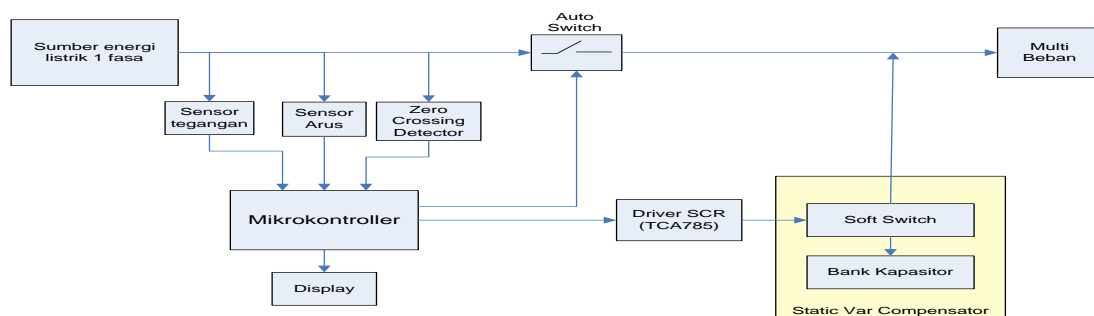 Auto
Switch
Sumber energi
listrik 1 fasa
Multi
Beban
Sensor
tegangan
Sensor
Arus
Zero
Crossing
Detector
Mikrokontroller
Driver SCR
(TCA785)
Soft Switch
Bank Kapasitor
Display
Static Var Compensator